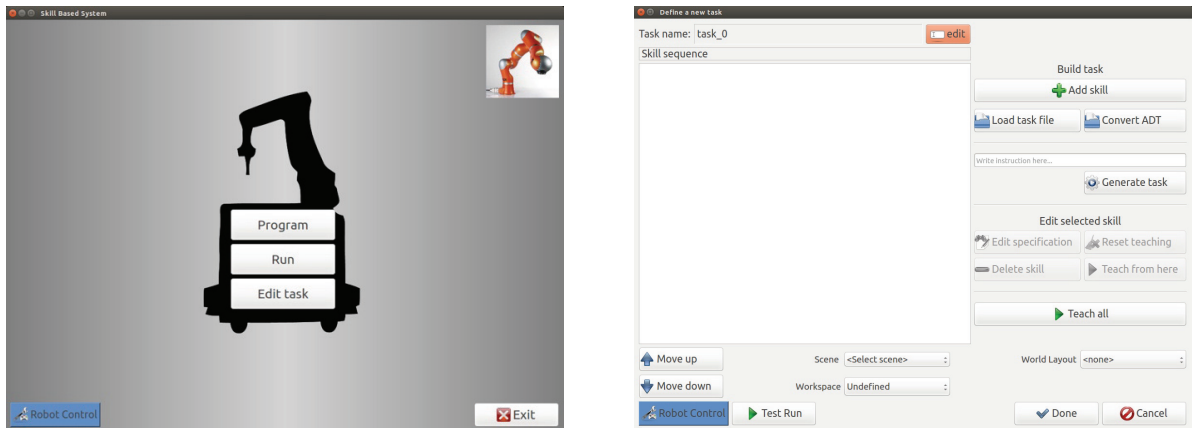 Skill Based System
Program
Run
Edit task
Robot Control
Exit
Define a new task
Task name: task_0 edit
Skill sequence
Build task
Add skill
Load task file Convert ADT
Write instruction here...
Generate task
Edit selected skill
Edit specification Reset teaching
Delete skill Teach from here
Teach all
Move up Scene <Select scene> World Layout <none>
Move down Workspace Undefined
Robot Control Test Run Done Cancel